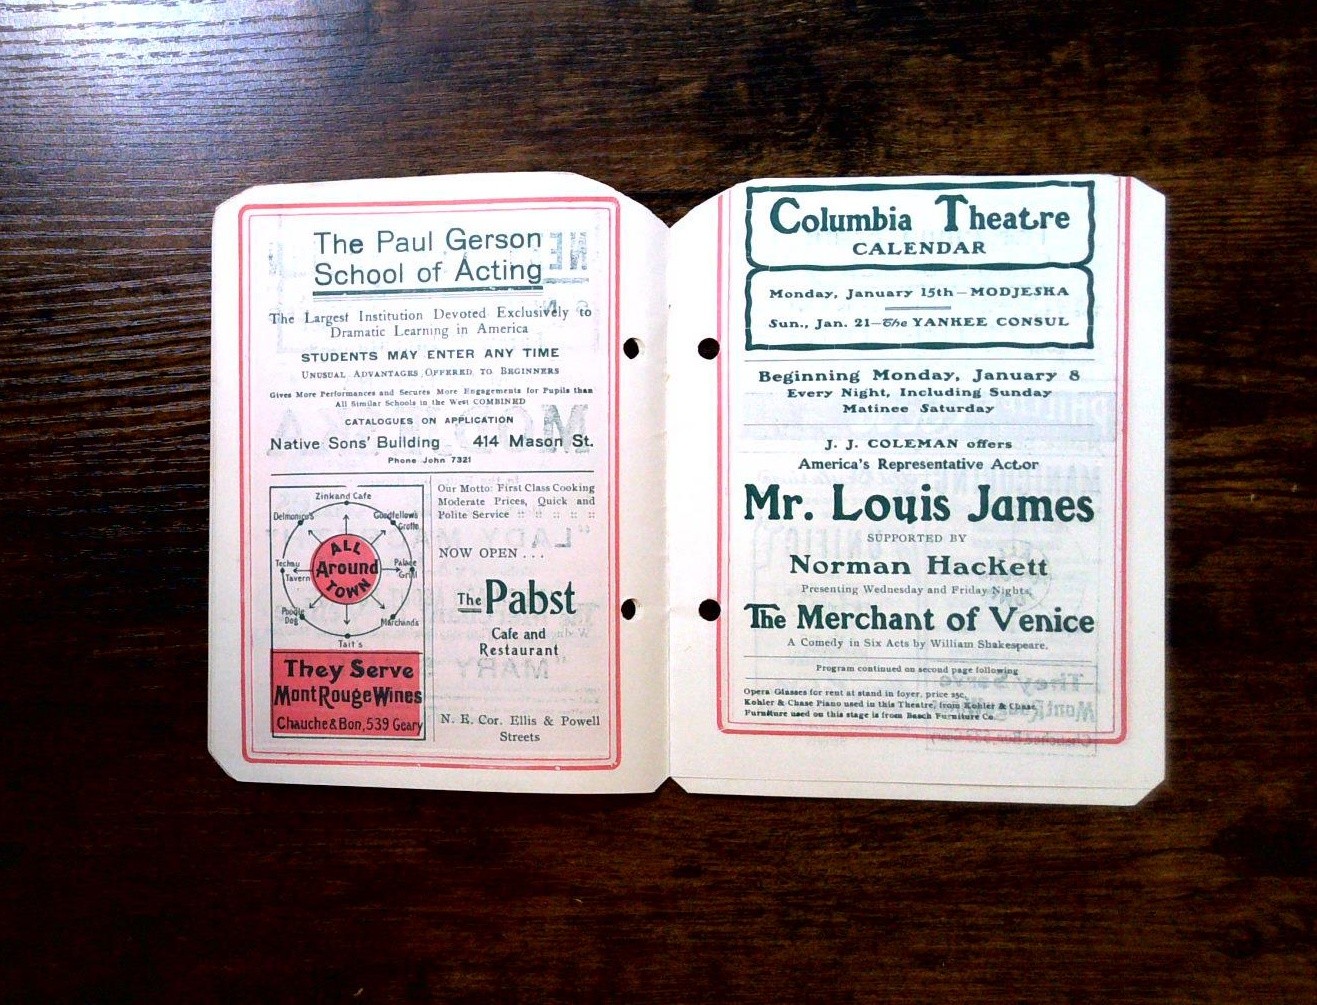 The Paul Gerson
School of Acting
The Largest Institution Devoted Exclusively to
Dramatic Learning in America
STUDENTS MAY ENTER ANY TIME
UNUSUAL ADVANTAGES OFFERED TO BEGINNERS
Gives More Performances and Secures More Engagements for Pupils than
All Similar Schools in the West COMBINED
CATALOGUES ON APPLICATION
Native Sons' Building 414 Mason St.
Phone John 7321
Zinkand Cafe
Delmonico's
Goodfellow's
Grotto
Techau
Tavern
Palace
Grill
Poodle
Dog
Marchands
Tait's
ALL
Around
TOWN
They Serve
Mont Rouge Wines
Chauche & Bon, 539 Geary
Our Motto: First Class Cooking
Moderate Prices, Quick and
Polite Service :: :: :: :: ::
NOW OPEN . . .
The Pabst
Cafe and
Restaurant
N. E. Cor. Ellis & Powell
Streets
Columbia Theatre
CALENDAR
Monday, January 15th—MODJESKA
Sun., Jan. 21—The YANKEE CONSUL
Beginning Monday, January 8
Every Night, Including Sunday
Matinee Saturday
J. J. COLEMAN offers
America's Representative Actor
Mr. Louis James
SUPPORTED BY
Norman Hackett
Presenting Wednesday and Friday Nights
The Merchant of Venice
A Comedy in Six Acts by William Shakespeare.
Program continued on second page following
Opera Glasses for rent at stand in foyer, price 25c.
Kohler & Chase Piano used in this Theatre, from Kohler & Chase
Furniture used on this stage is from Basch Furniture Co.